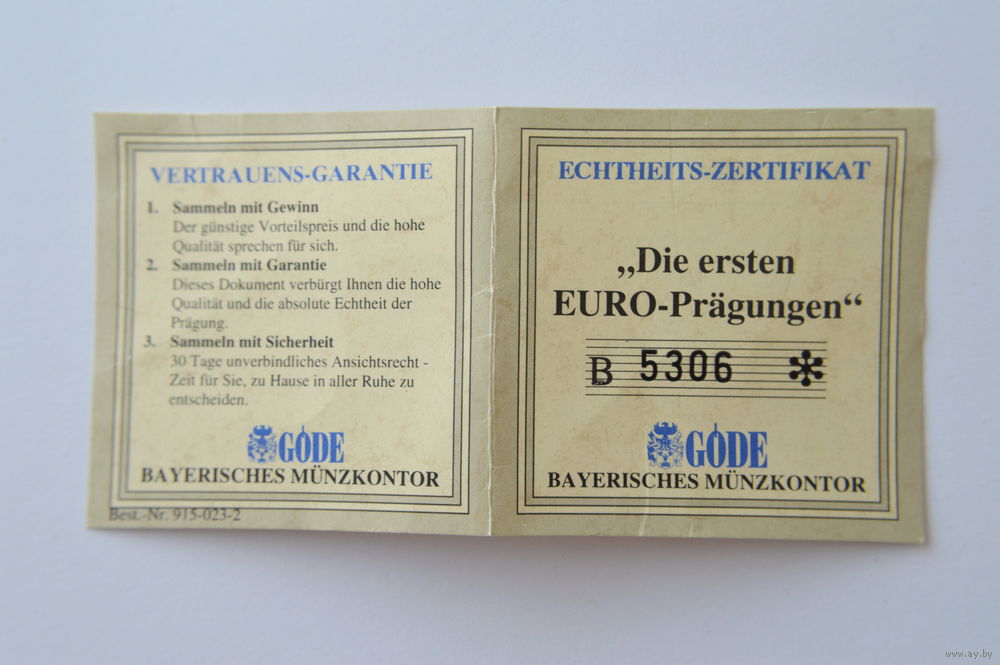 VERTRAUENS-GARANTIE
1. Sammeln mit Gewinn
Der günstige Vorteilspreis und die hohe
Qualität sprechen für sich.
2. Sammeln mit Garantie
Dieses Dokument verbürgt Ihnen die hohe
Qualität und die absolute Echtheit der
Prägung.
3. Sammeln mit Sicherheit
30 Tage unverbindliches Ansichtsrecht -
Zeit für Sie, zu Hause in aller Ruhe zu
entscheiden.
GÖDE
BAYERISCHES MÜNZKONTOR
Best.-Nr. 915-023-2
ECHTHEITS-ZERTIFIKAT
„Die ersten
EURO-Prägungen“
B 5306 *
GÖDE
BAYERISCHES MÜNZKONTOR
www.ay.by